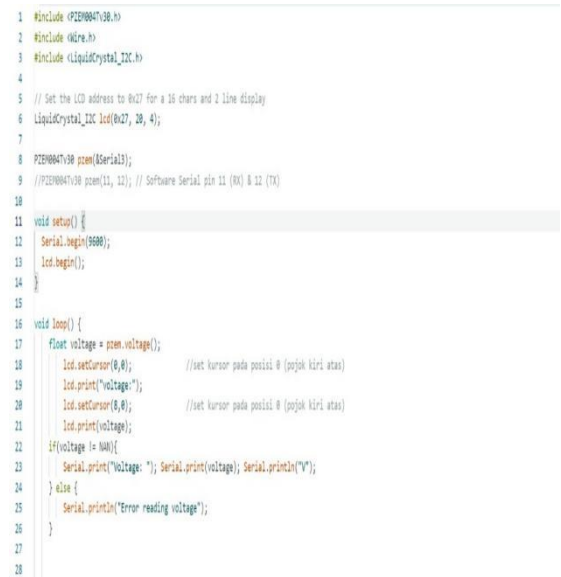 1 #include <PZEM004Tv30.h>
2 #include <Wire.h>
3 #include <LiquidCrystal_I2C.h>
4
5 // Set the LCD address to 0x27 for a 16 chars and 2 line display
6 LiquidCrystal_I2C lcd(0x27, 20, 4);
7
8 PZEM004Tv30 pzem(&Serial3);
9 //PZEM004Tv30 pzem(11, 12); // Software Serial pin 11 (RX) & 12 (TX)
10
11 void setup() {
12 Serial.begin(9600);
13 lcd.begin();
14 }
15
16 void loop() {
17 float voltage = pzem.voltage();
18 lcd.setCursor(0,0); //set kursor pada posisi 0 (pojok kiri atas)
19 lcd.print("voltage:");
20 lcd.setCursor(8,0); //set kursor pada posisi 0 (pojok kiri atas)
21 lcd.print(voltage);
22 if(voltage != NAN){
23 Serial.print("Voltage: "); Serial.print(voltage); Serial.println("V");
24 } else {
25 Serial.println("Error reading voltage");
26 }
27
28